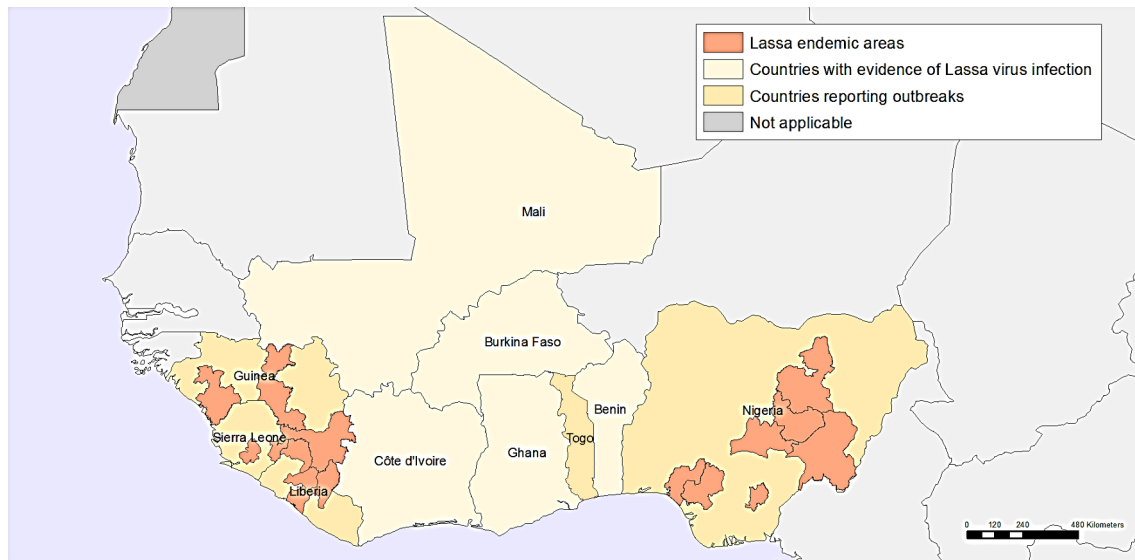 Lassa endemic areas
Countries with evidence of Lassa virus infection
Countries reporting outbreaks
Not applicable
Mali
Burkina Faso
Guinea
Benin
Nigeria
Sierra Leone
Togo
Ghana
Côte d'Ivoire
Liberia
0 120 240 480 Kilometers